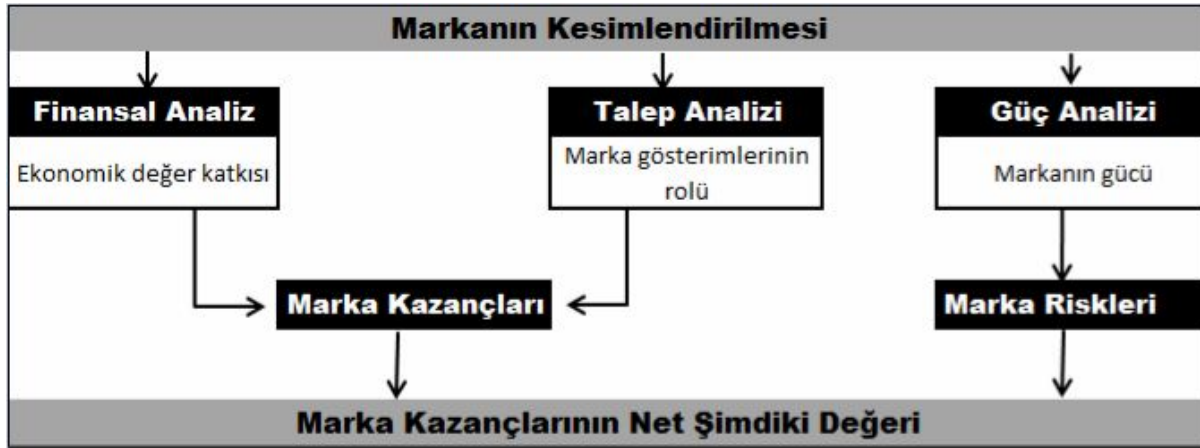 Markanın Kesimlendirilmesi
Finansal Analiz
Ekonomik değer katkısı
Talep Analizi
Marka gösterimlerinin
rolü
Güç Analizi
Markanın gücü
Marka Kazançları
Marka Riskleri
Marka Kazançlarının Net Şimdiki Değeri